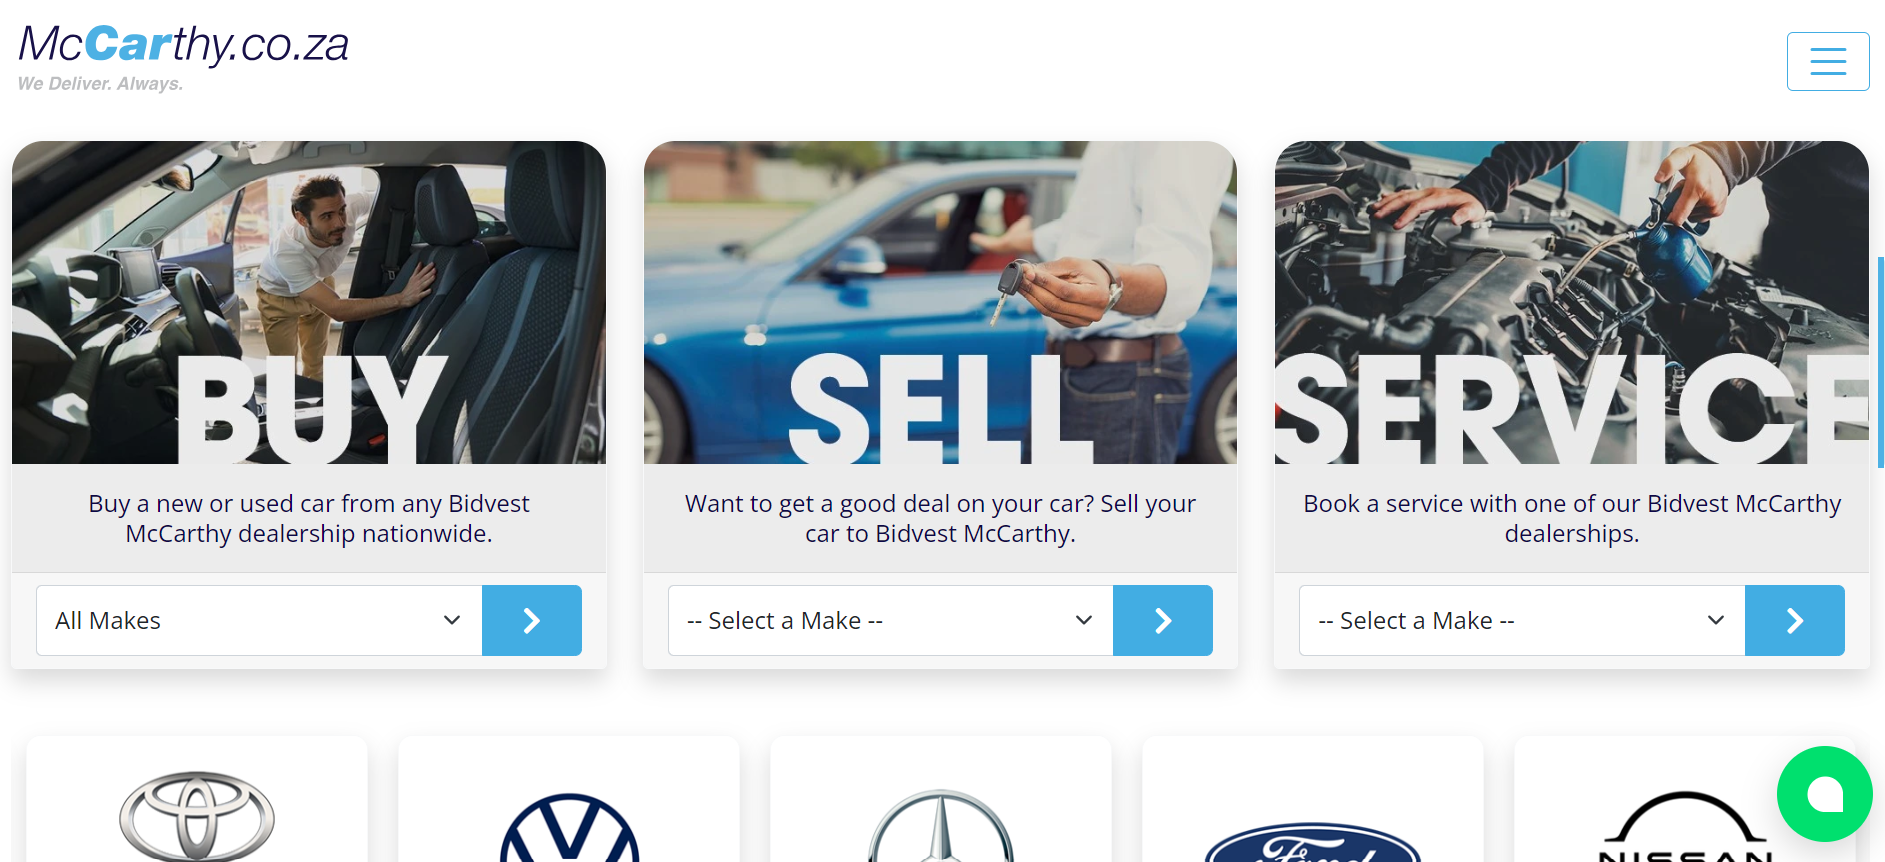 McCarthy.co.za
We Deliver. Always.
BUY
SELL
SERVICE
Buy a new or used car from any Bidvest
McCarthy dealership nationwide.
Want to get a good deal on your car? Sell your
car to Bidvest McCarthy.
Book a service with one of our Bidvest McCarthy
dealerships.
All Makes
-- Select a Make --
-- Select a Make --
Ford
NISSAN